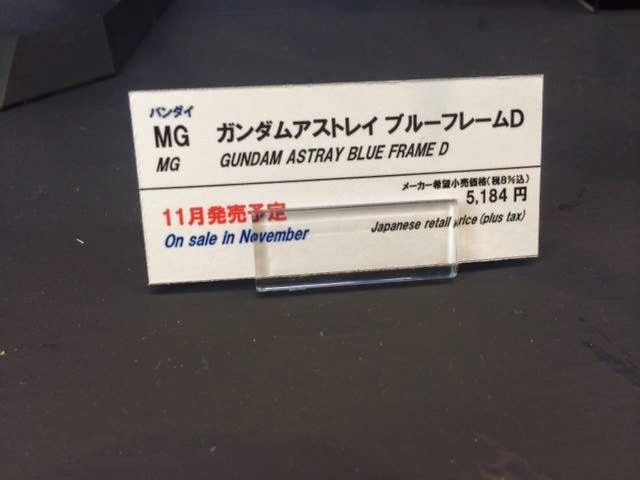 バンダイ
MG ガンダムアストレイ ブルーフレームD
MG GUNDAM ASTRAY BLUE FRAME D
メーカー希望小売価格(税8%込)
11月発売予定 5,184 円
On sale in November Japanese retail price (plus tax)